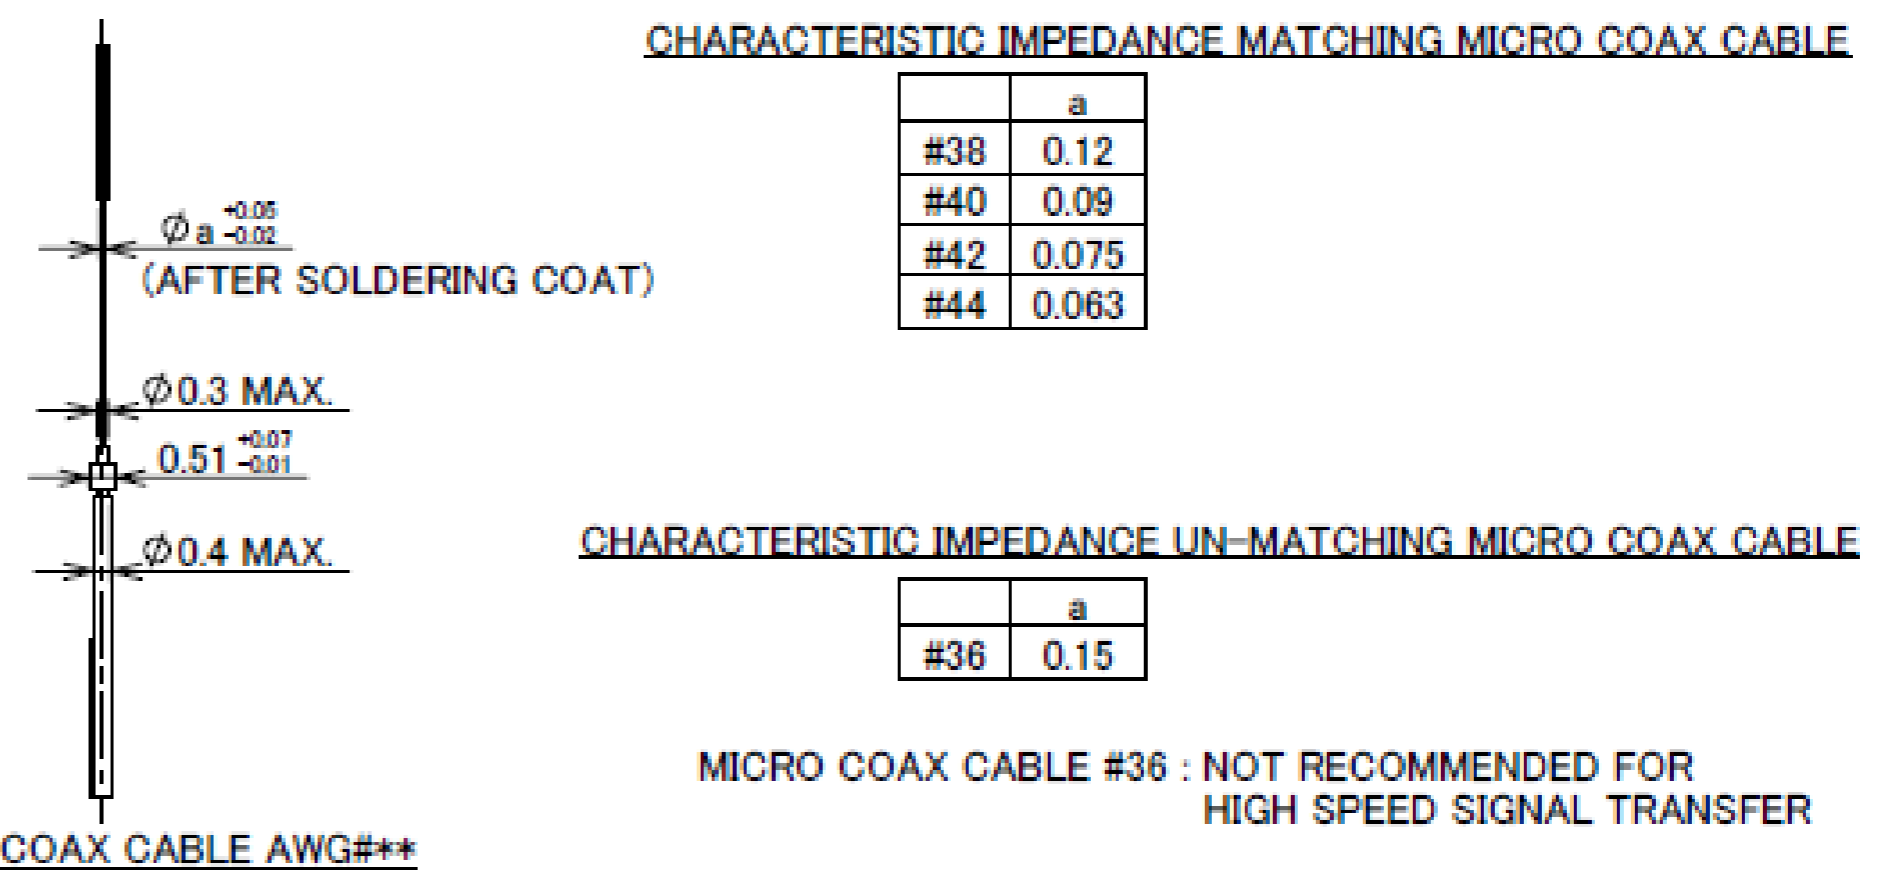 CHARACTERISTIC IMPEDANCE MATCHING MICRO COAX CABLE
a
#38 0.12
#40 0.09
#42 0.075
#44 0.063
Øa +0.05 -0.02
(AFTER SOLDERING COAT)
Ø0.3 MAX.
0.51 +0.07 -0.01
Ø0.4 MAX.
COAX CABLE AWG#**
CHARACTERISTIC IMPEDANCE UN-MATCHING MICRO COAX CABLE
a
#36 0.15
MICRO COAX CABLE #36 : NOT RECOMMENDED FOR
HIGH SPEED SIGNAL TRANSFER